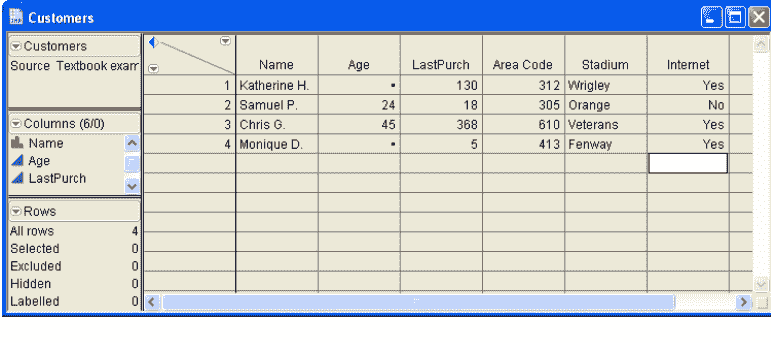 Customers
Customers
Source Textbook exam
Columns (6/0)
Name
Age
LastPurch
Rows
All rows 4
Selected 0
Excluded 0
Hidden 0
Labelled 0
Name Age LastPurch Area Code Stadium Internet
1 Katherine H. • 130 312 Wrigley Yes
2 Samuel P. 24 18 305 Orange No
3 Chris G. 45 368 610 Veterans Yes
4 Monique D. • 5 413 Fenway Yes